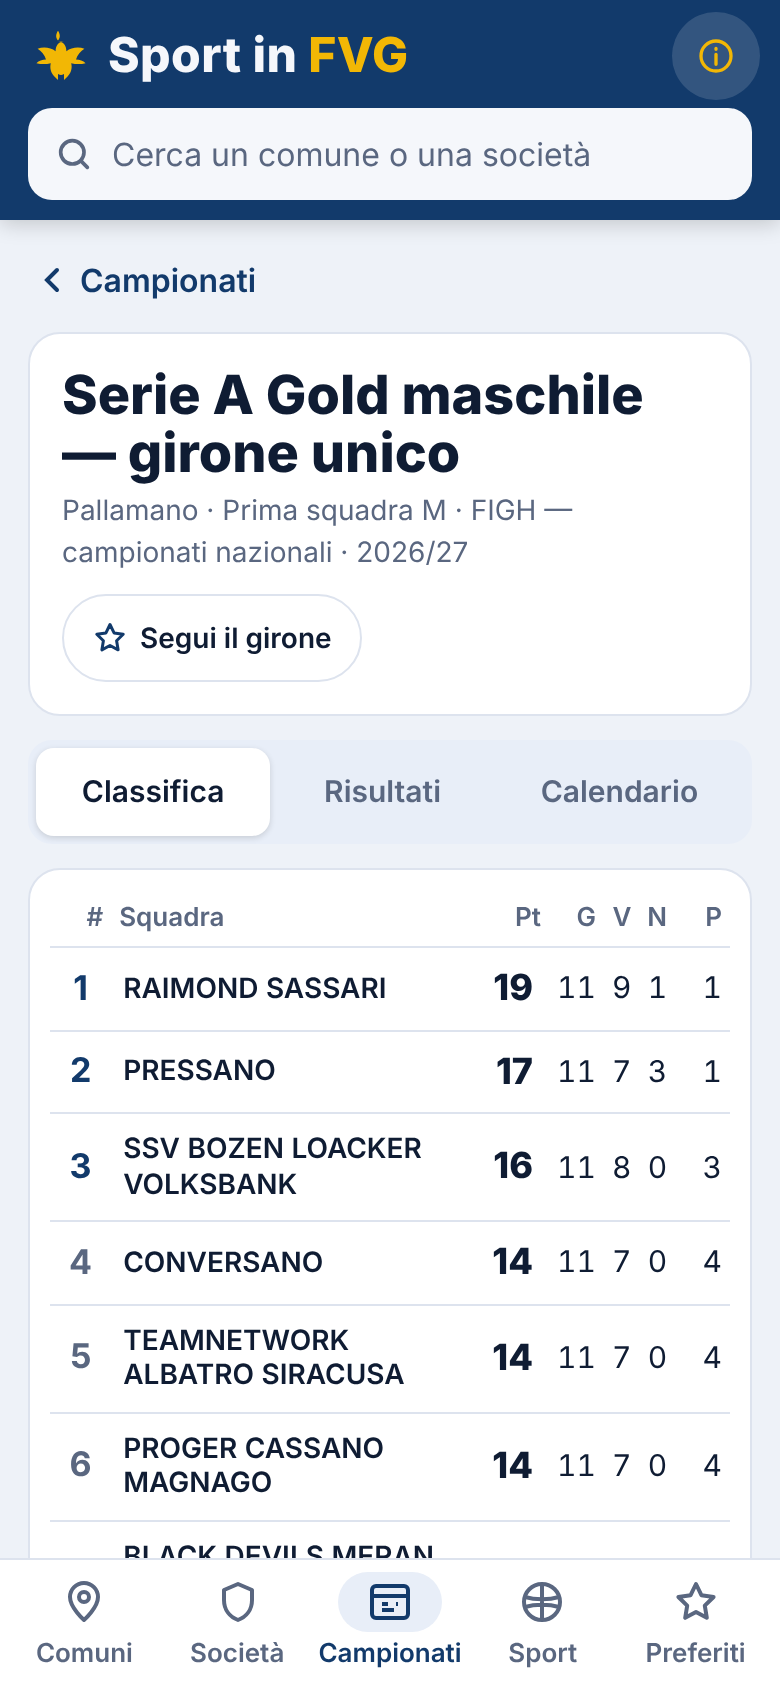 Sport in FVG
Cerca un comune o una società
Campionati
Serie A Gold maschile
— girone unico
Pallamano · Prima squadra M · FIGH —
campionati nazionali · 2026/27
Segui il girone
Classifica Risultati Calendario
# Squadra Pt G V N P
1 RAIMOND SASSARI 19 11 9 1 1
2 PRESSANO 17 11 7 3 1
3 SSV BOZEN LOACKER VOLKSBANK 16 11 8 0 3
4 CONVERSANO 14 11 7 0 4
5 TEAMNETWORK ALBATRO SIRACUSA 14 11 7 0 4
6 PROGER CASSANO MAGNAGO 14 11 7 0 4
BLACK DEVILS MERAN
Comuni Società Campionati Sport Preferiti